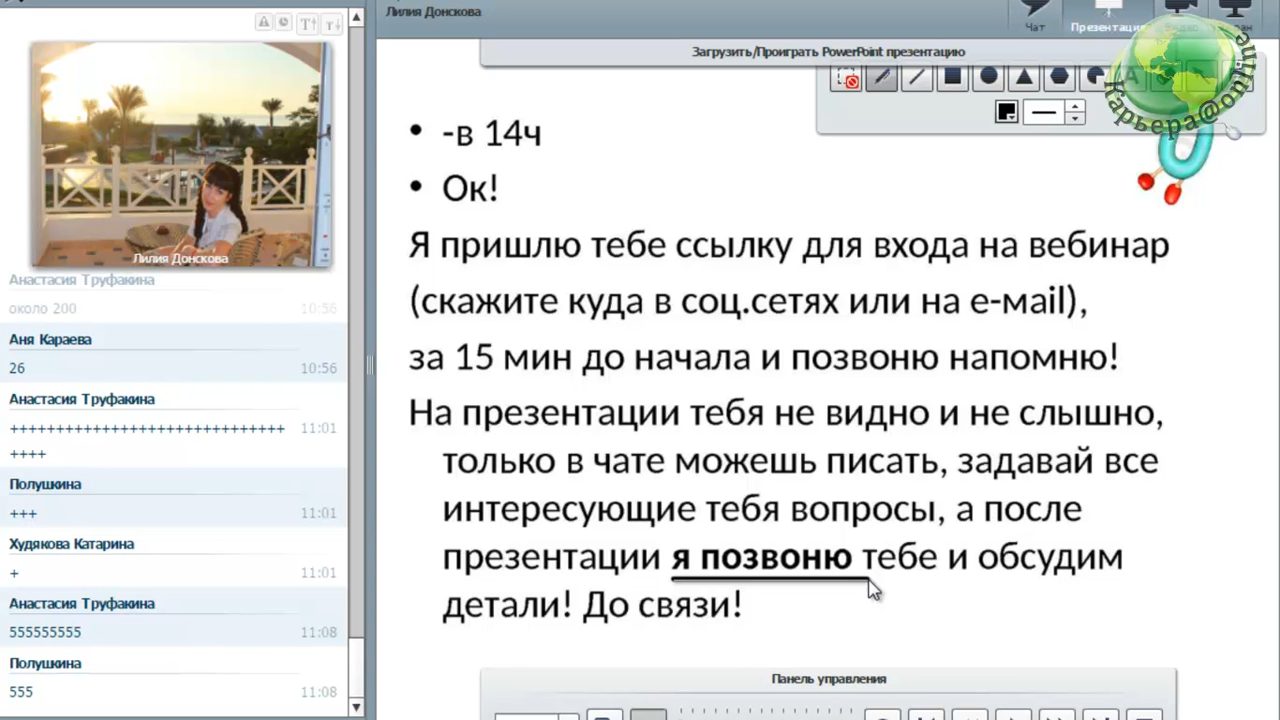 Лилия Донскова
Чат
Презентация
Загрузить/Проиграть PowerPoint презентацию
Карьера@online
Лилия Донскова
Анастасия Труфакина
около 200 10:56
Аня Караева
26 10:56
Анастасия Труфакина
++++++++++++++++++++++++++++++ 11:01
++++
Полушкина
+++ 11:01
Худякова Катарина
+ 11:01
Анастасия Труфакина
555555555 11:08
Полушкина
555 11:08
• -в 14ч
• Ок!
Я пришлю тебе ссылку для входа на вебинар
(скажите куда в соц.сетях или на e-маil),
за 15 мин до начала и позвоню напомню!
На презентации тебя не видно и не слышно,
только в чате можешь писать, задавай все
интересующие тебя вопросы, а после
презентации я позвоню тебе и обсудим
детали! До связи!
Панель управления